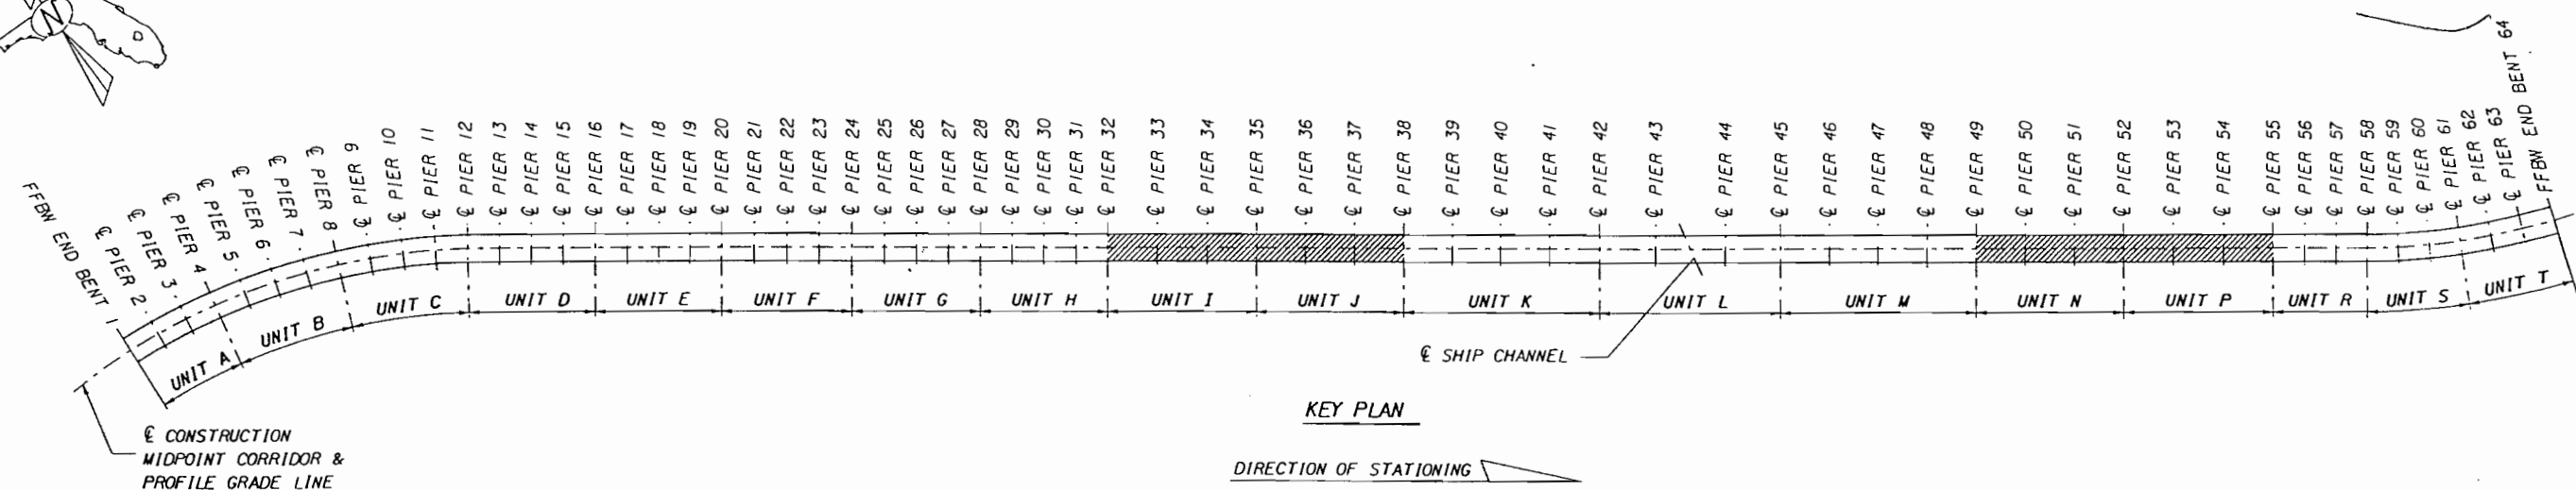 N
FFBW END BENT 1
℄ PIER 2
℄ PIER 3
℄ PIER 4
℄ PIER 5
℄ PIER 6
℄ PIER 7
℄ PIER 8
℄ PIER 9
℄ PIER 10
℄ PIER 11
℄ PIER 12
℄ PIER 13
℄ PIER 14
℄ PIER 15
℄ PIER 16
℄ PIER 17
℄ PIER 18
℄ PIER 19
℄ PIER 20
℄ PIER 21
℄ PIER 22
℄ PIER 23
℄ PIER 24
℄ PIER 25
℄ PIER 26
℄ PIER 27
℄ PIER 28
℄ PIER 29
℄ PIER 30
℄ PIER 31
℄ PIER 32
℄ PIER 33
℄ PIER 34
℄ PIER 35
℄ PIER 36
℄ PIER 37
℄ PIER 38
℄ PIER 39
℄ PIER 40
℄ PIER 41
℄ PIER 42
℄ PIER 43
℄ PIER 44
℄ PIER 45
℄ PIER 46
℄ PIER 47
℄ PIER 48
℄ PIER 49
℄ PIER 50
℄ PIER 51
℄ PIER 52
℄ PIER 53
℄ PIER 54
℄ PIER 55
℄ PIER 56
℄ PIER 57
℄ PIER 58
℄ PIER 59
℄ PIER 60
℄ PIER 61
℄ PIER 62
℄ PIER 63
FFBW END BENT 64
UNIT A
UNIT B
UNIT C
UNIT D
UNIT E
UNIT F
UNIT G
UNIT H
UNIT I
UNIT J
UNIT K
UNIT L
UNIT M
UNIT N
UNIT P
UNIT R
UNIT S
UNIT T
℄ SHIP CHANNEL
℄ CONSTRUCTION
MIDPOINT CORRIDOR &
PROFILE GRADE LINE
KEY PLAN
DIRECTION OF STATIONING